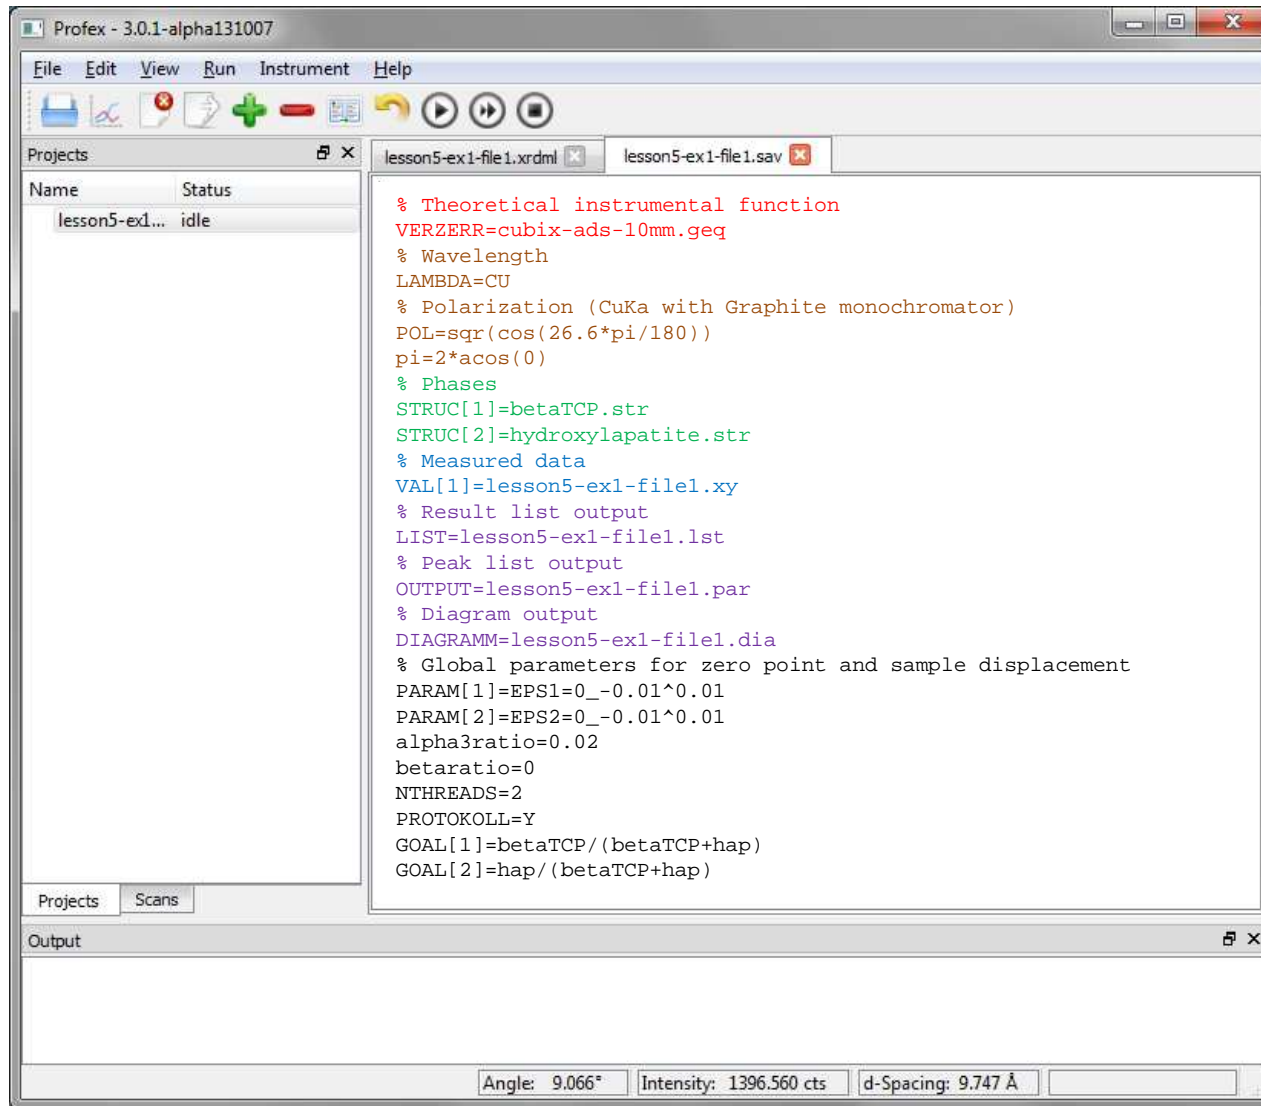 Profex - 3.0.1-alpha131007
File Edit View Run Instrument Help
Projects
Name Status
lesson5-ex1... idle
Projects Scans
lesson5-ex1-file1.xrdml lesson5-ex1-file1.sav
% Theoretical instrumental function
VERZERR=cubix-ads-10mm.geq
% Wavelength
LAMBDA=CU
% Polarization (CuKa with Graphite monochromator)
POL=sqr(cos(26.6*pi/180))
pi=2*acos(0)
% Phases
STRUC[1]=betaTCP.str
STRUC[2]=hydroxylapatite.str
% Measured data
VAL[1]=lesson5-ex1-file1.xy
% Result list output
LIST=lesson5-ex1-file1.lst
% Peak list output
OUTPUT=lesson5-ex1-file1.par
% Diagram output
DIAGRAMM=lesson5-ex1-file1.dia
% Global parameters for zero point and sample displacement
PARAM[1]=EPS1=0_-0.01^0.01
PARAM[2]=EPS2=0_-0.01^0.01
alpha3ratio=0.02
betaratio=0
NTHREADS=2
PROTOKOLL=Y
GOAL[1]=betaTCP/(betaTCP+hap)
GOAL[2]=hap/(betaTCP+hap)
Output
Angle: 9.066° Intensity: 1396.560 cts d-Spacing: 9.747 Å